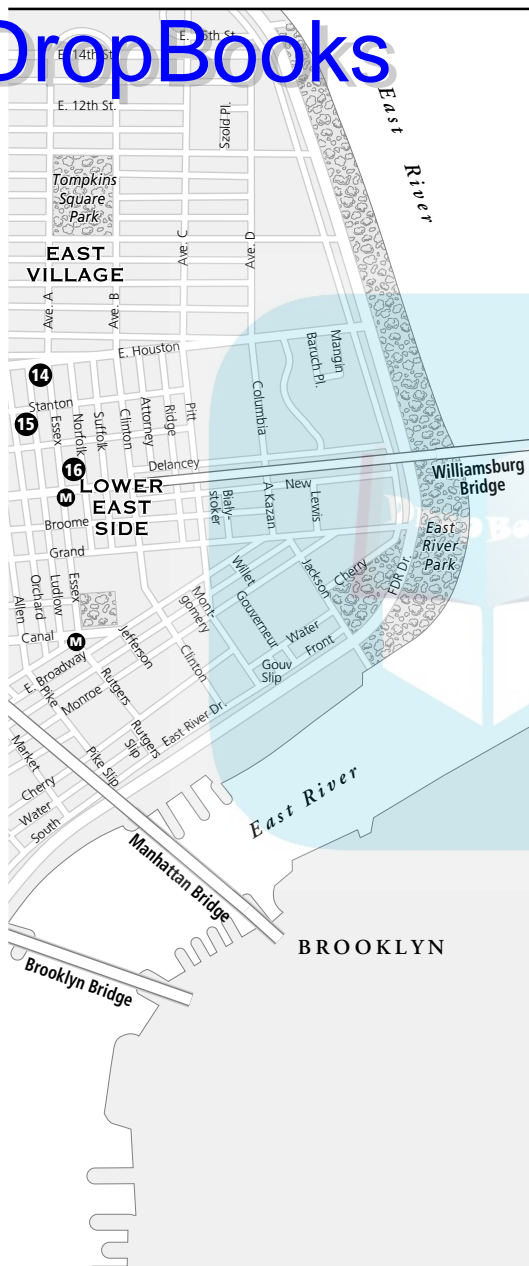 DropBooks
E. 14th St.
E. 12th St.
Szold Pl.
East River
Tompkins
Square
Park
EAST
VILLAGE
Ave. A
Ave. B
Ave. C
Ave. D
E. Houston
Mangin
Baruch Pl.
14
Stanton
15
Essex
Norfolk
Suffolk
Clinton
Attorney
Ridge
Pitt
Columbia
16
Delancey
M
LOWER
EAST
SIDE
Williamsburg
Bridge
New
Bialy-
stoker
A Kazan
Lewis
Broome
Grand
East
River
Park
Willet
Jackson
Cherry
FDR Dr.
Allen
Orchard
Ludlow
Essex
Mont-
gomery
Gouverneur
Water
Front
Canal
M
Jefferson
Clinton
Gouv
Slip
E. Broadway
Pike
Monroe
Rutgers
Rutgers
Slip
East River Dr.
Market
Pike Slip
Cherry
Water
South
East River
Manhattan Bridge
BROOKLYN
Brooklyn Bridge